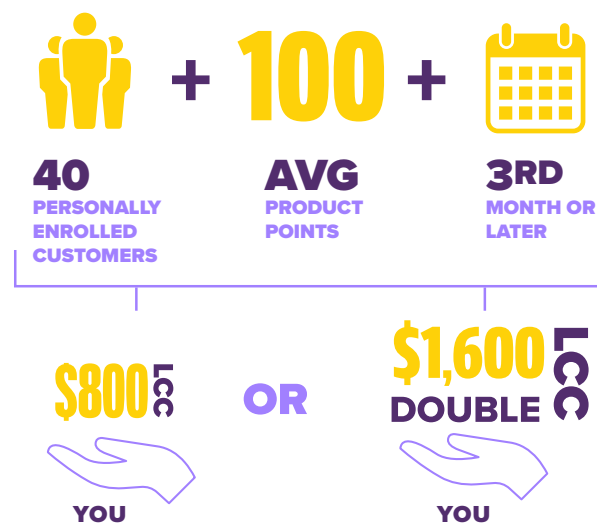 + 100 +
40
PERSONALLY
ENROLLED
CUSTOMERS
AVG
PRODUCT
POINTS
3RD
MONTH OR
LATER
$800 LCC
OR
$1,600 LCC
DOUBLE
YOU
YOU